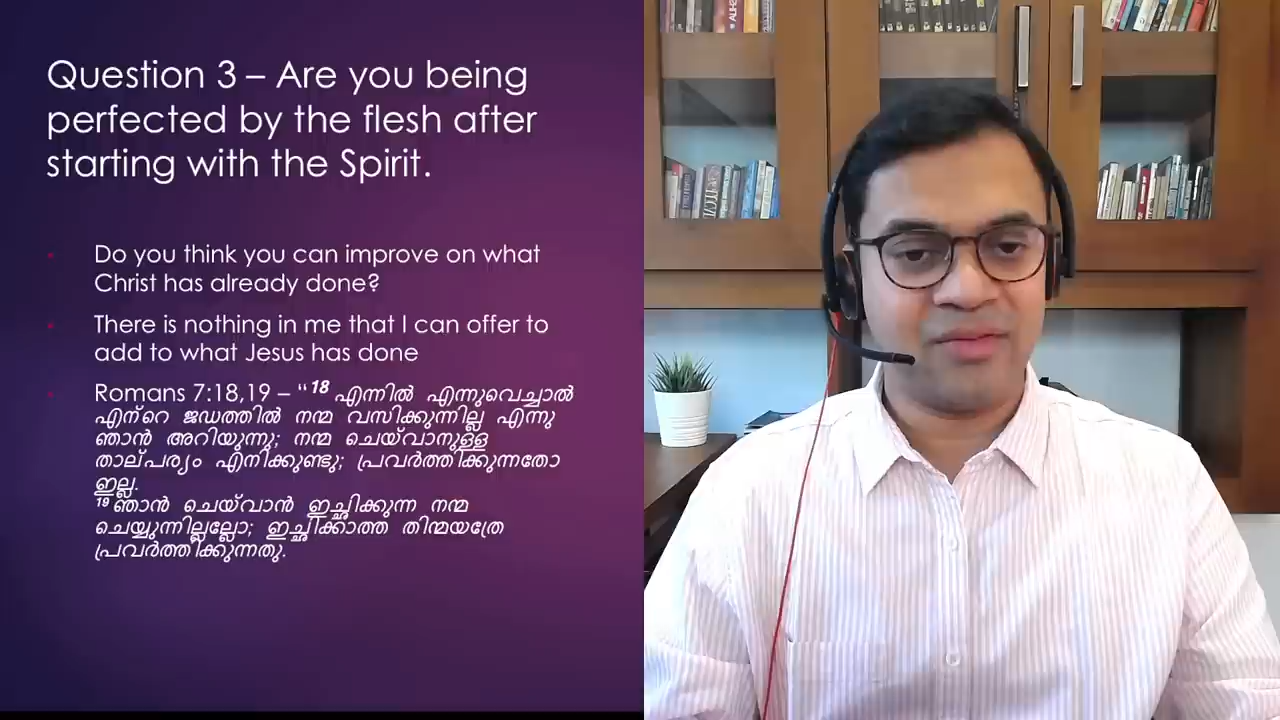 Question 3 – Are you being
perfected by the flesh after
starting with the Spirit.
Do you think you can improve on what
Christ has already done?
There is nothing in me that I can offer to
add to what Jesus has done
Romans 7:18,19 – “18 എന്നിൽ എന്നുവെച്ചാൽ
എന്റെ ജഡത്തിൽ നന്മ വസിക്കുന്നില്ല എന്നു
ഞാൻ അറിയുന്നു; നന്മ ചെയ്‌വാനുള്ള
താല്പര്യം എനിക്കുണ്ടു; പ്രവർത്തിക്കുന്നതോ
ഇല്ല.
19 ഞാൻ ചെയ്‌വാൻ ഇച്ഛിക്കുന്ന നന്മ
ചെയ്യുന്നില്ലല്ലോ; ഇച്ഛിക്കാത്ത തിന്മയത്രേ
പ്രവർത്തിക്കുന്നതു.